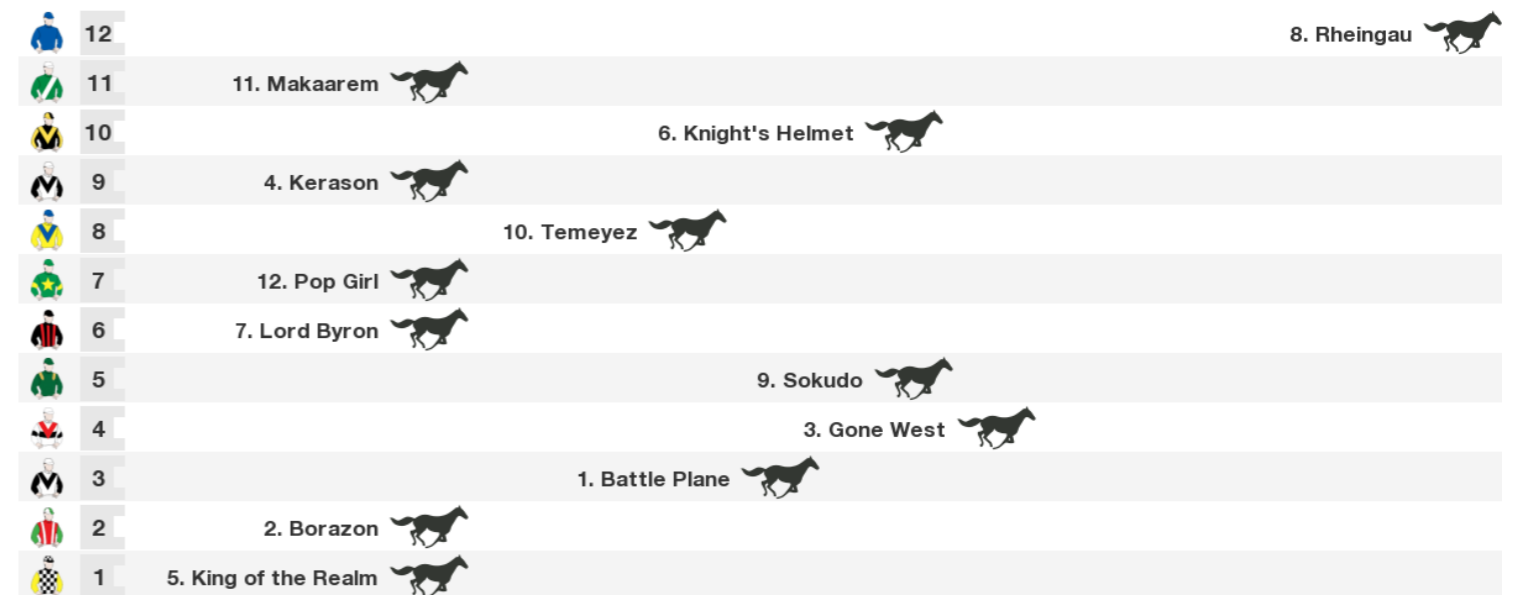 12 8. Rheingau
11 11. Makaarem
10 6. Knight's Helmet
9 4. Kerason
8 10. Temeyez
7 12. Pop Girl
6 7. Lord Byron
5 9. Sokudo
4 3. Gone West
3 1. Battle Plane
2 2. Borazon
1 5. King of the Realm